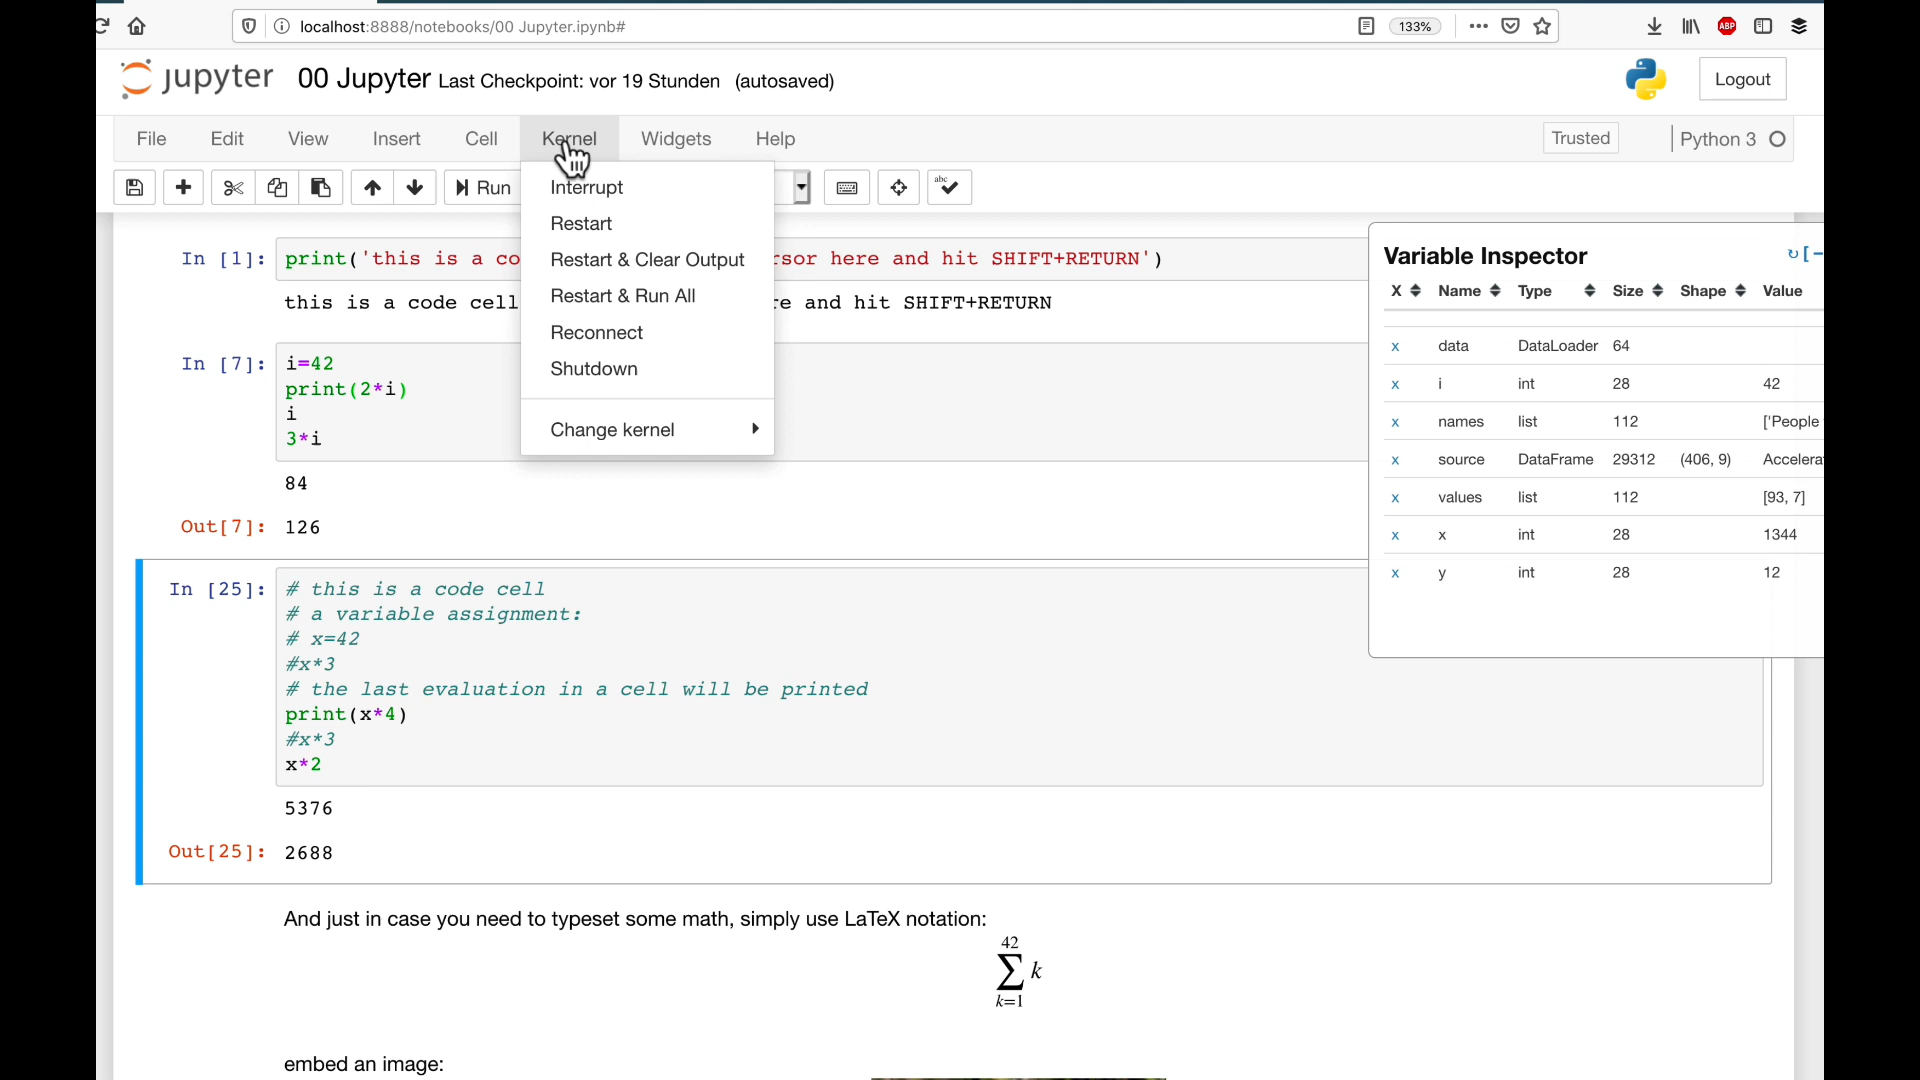 localhost:8888/notebooks/00 Jupyter.ipynb#
133%
ABP
jupyter 00 Jupyter Last Checkpoint: vor 19 Stunden (autosaved)
Logout
File Edit View Insert Cell Kernel Widgets Help
Trusted
Python 3
Run
abc
Interrupt
Restart
Restart & Clear Output
Restart & Run All
Reconnect
Shutdown
Change kernel
In [1]: print('this is a co rsor here and hit SHIFT+RETURN')
this is a code cell re and hit SHIFT+RETURN
In [7]: i=42
print(2*i)
i
3*i
84
Out[7]: 126
In [25]: # this is a code cell
# a variable assignment:
# x=42
#x*3
# the last evaluation in a cell will be printed
print(x*4)
#x*3
x*2
5376
Out[25]: 2688
And just in case you need to typeset some math, simply use LaTeX notation:
42
∑ k
k=1
embed an image:
Variable Inspector
[-
X Name Type Size Shape Value
x data DataLoader 64
x i int 28 42
x names list 112 ['People
x source DataFrame 29312 (406, 9) Accelera
x values list 112 [93, 7]
x x int 28 1344
x y int 28 12